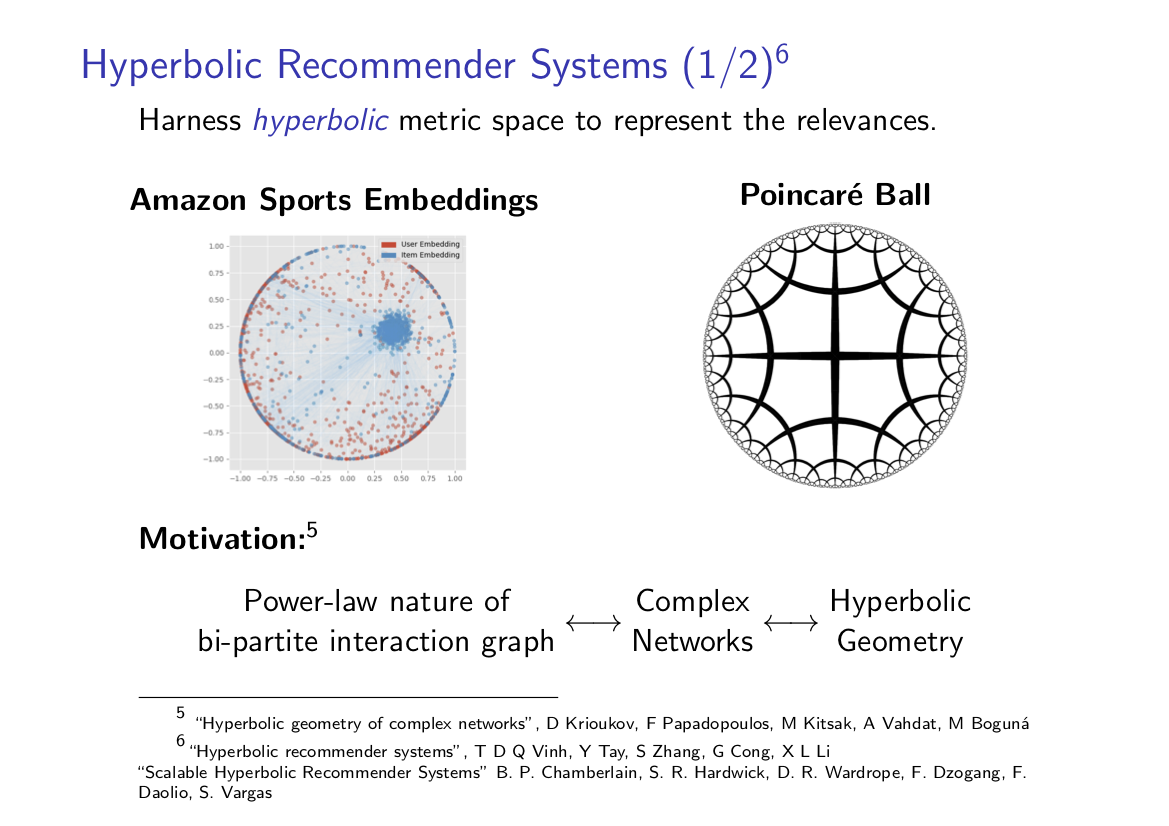 Hyperbolic Recommender Systems (1/2)⁶
Harness hyperbolic metric space to represent the relevances.
Amazon Sports Embeddings
Poincaré Ball
User Embedding
Item Embedding
1.00
0.75
0.50
0.25
0.00
−0.25
−0.50
−0.75
−1.00
−1.00 −0.75 −0.50 −0.25 0.00 0.25 0.50 0.75 1.00
Motivation:⁵
Power-law nature of
bi-partite interaction graph
⟷
Complex
Networks
⟷
Hyperbolic
Geometry
⁵ “Hyperbolic geometry of complex networks”, D Krioukov, F Papadopoulos, M Kitsak, A Vahdat, M Boguná
⁶ “Hyperbolic recommender systems”, T D Q Vinh, Y Tay, S Zhang, G Cong, X L Li
“Scalable Hyperbolic Recommender Systems” B. P. Chamberlain, S. R. Hardwick, D. R. Wardrope, F. Dzogang, F.
Daolio, S. Vargas